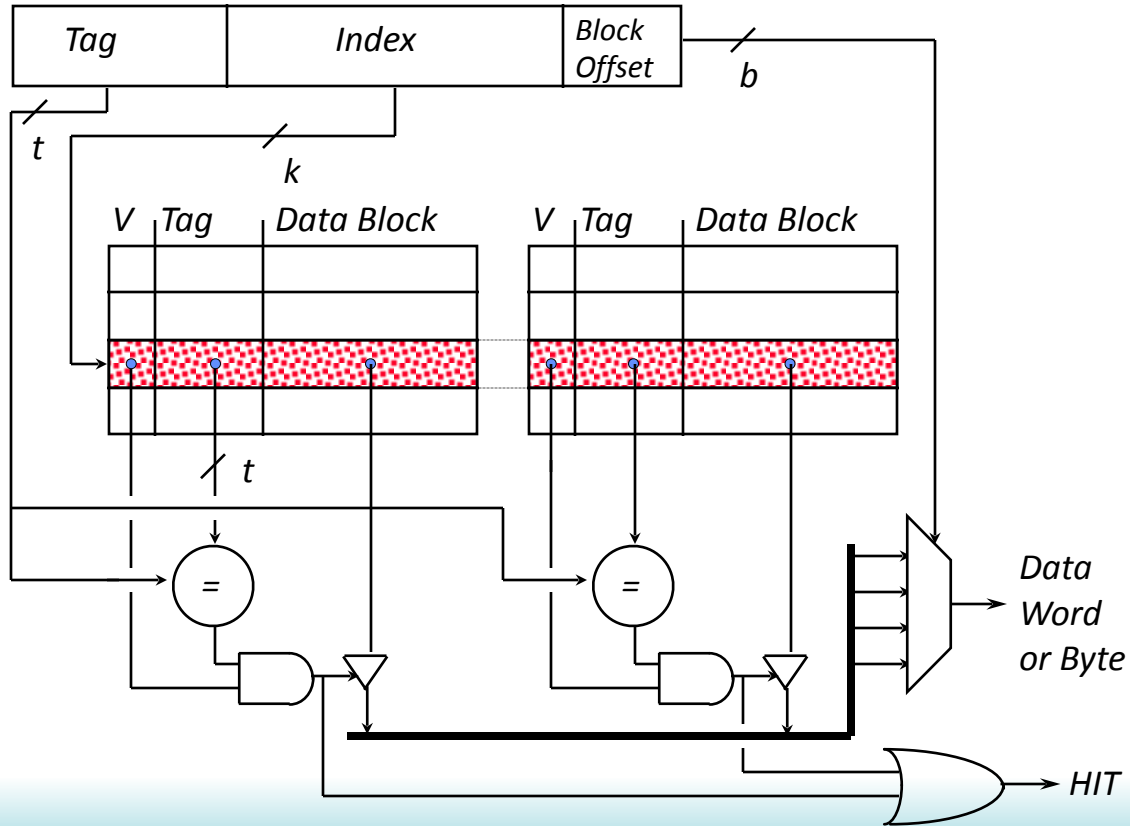 Tag Index Block
Offset
b
t
k
V Tag Data Block V Tag Data Block
t
= =
Data
Word
or Byte
HIT